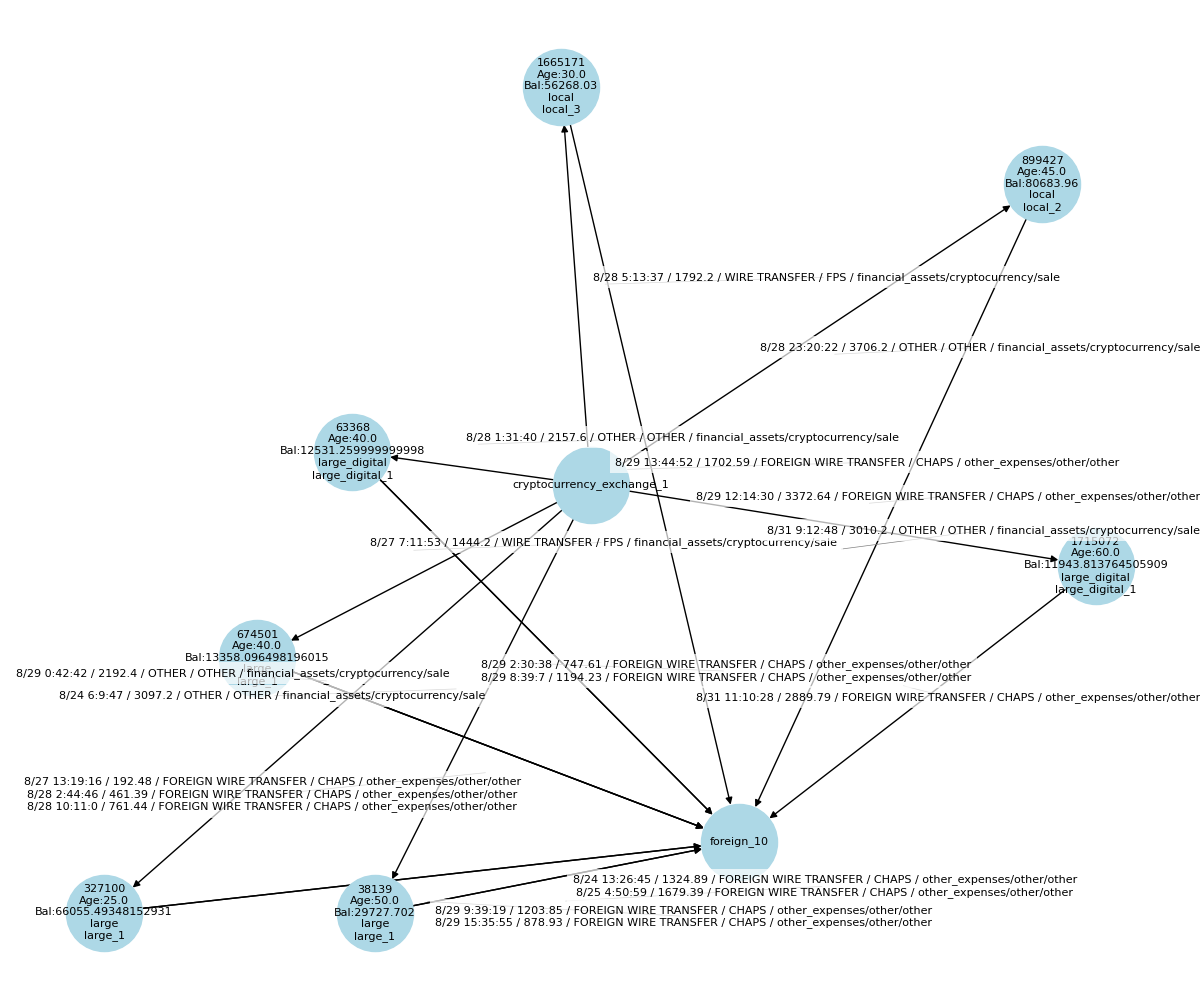 1665171
Age:30.0
Bal:56268.03
local
local_3
899427
Age:45.0
Bal:80683.96
local
local_2
8/28 5:13:37 / 1792.2 / WIRE TRANSFER / FPS / financial_assets/cryptocurrency/sale
8/28 23:20:22 / 3706.2 / OTHER / OTHER / financial_assets/cryptocurrency/sale
63368
Age:40.0
Bal:12531.259999999998
large_digital
large_digital_1
8/28 1:31:40 / 2157.6 / OTHER / OTHER / financial_assets/cryptocurrency/sale
8/29 13:44:52 / 1702.59 / FOREIGN WIRE TRANSFER / CHAPS / other_expenses/other/other
cryptocurrency_exchange_1
8/29 12:14:30 / 3372.64 / FOREIGN WIRE TRANSFER / CHAPS / other_expenses/other/other
8/31 9:12:48 / 3010.2 / OTHER / OTHER / financial_assets/cryptocurrency/sale
8/27 7:11:53 / 1444.2 / WIRE TRANSFER / FPS / financial_assets/cryptocurrency/sale
1715072
Age:60.0
Bal:11943.813764505909
large_digital
large_digital_1
674501
Age:40.0
Bal:13358.096498196015
large
large_1
8/29 0:42:42 / 2192.4 / OTHER / OTHER / financial_assets/cryptocurrency/sale
8/24 6:9:47 / 3097.2 / OTHER / OTHER / financial_assets/cryptocurrency/sale
8/29 2:30:38 / 747.61 / FOREIGN WIRE TRANSFER / CHAPS / other_expenses/other/other
8/29 8:39:7 / 1194.23 / FOREIGN WIRE TRANSFER / CHAPS / other_expenses/other/other
8/31 11:10:28 / 2889.79 / FOREIGN WIRE TRANSFER / CHAPS / other_expenses/other/other
8/27 13:19:16 / 192.48 / FOREIGN WIRE TRANSFER / CHAPS / other_expenses/other/other
8/28 2:44:46 / 461.39 / FOREIGN WIRE TRANSFER / CHAPS / other_expenses/other/other
8/28 10:11:0 / 761.44 / FOREIGN WIRE TRANSFER / CHAPS / other_expenses/other/other
foreign_10
327100
Age:25.0
Bal:66055.49348152931
large
large_1
38139
Age:50.0
Bal:29727.702
large
large_1
8/24 13:26:45 / 1324.89 / FOREIGN WIRE TRANSFER / CHAPS / other_expenses/other/other
8/25 4:50:59 / 1679.39 / FOREIGN WIRE TRANSFER / CHAPS / other_expenses/other/other
8/29 9:39:19 / 1203.85 / FOREIGN WIRE TRANSFER / CHAPS / other_expenses/other/other
8/29 15:35:55 / 878.93 / FOREIGN WIRE TRANSFER / CHAPS / other_expenses/other/other